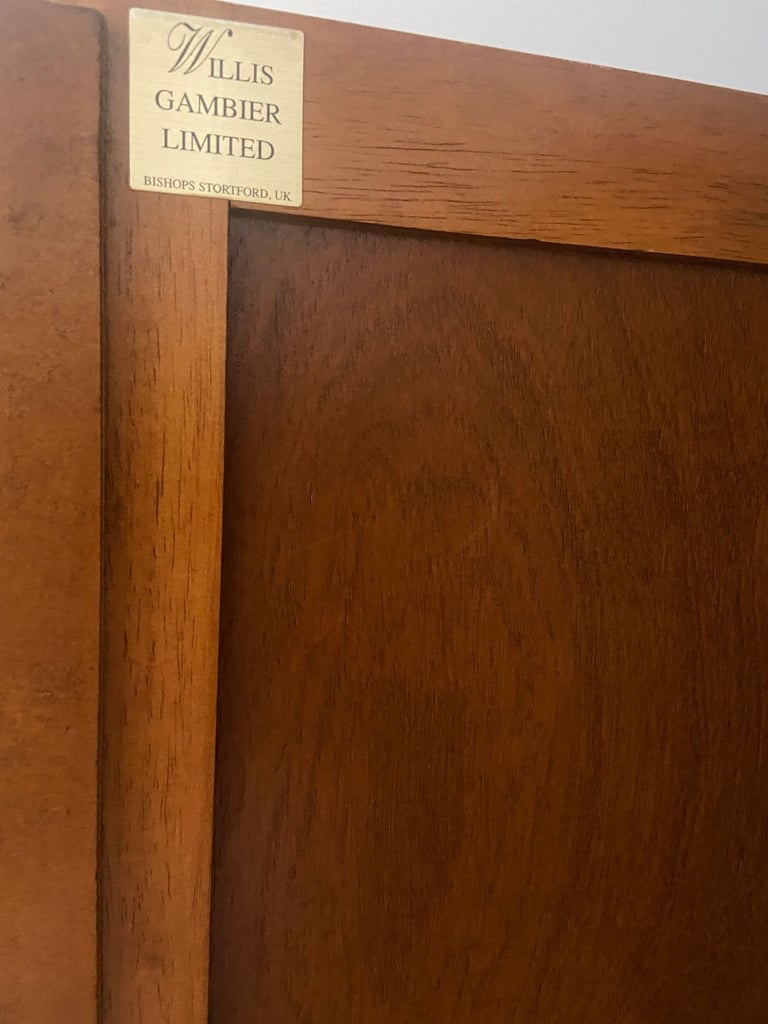 WILLIS
GAMBIER
LIMITED
BISHOPS STORTFORD, UK